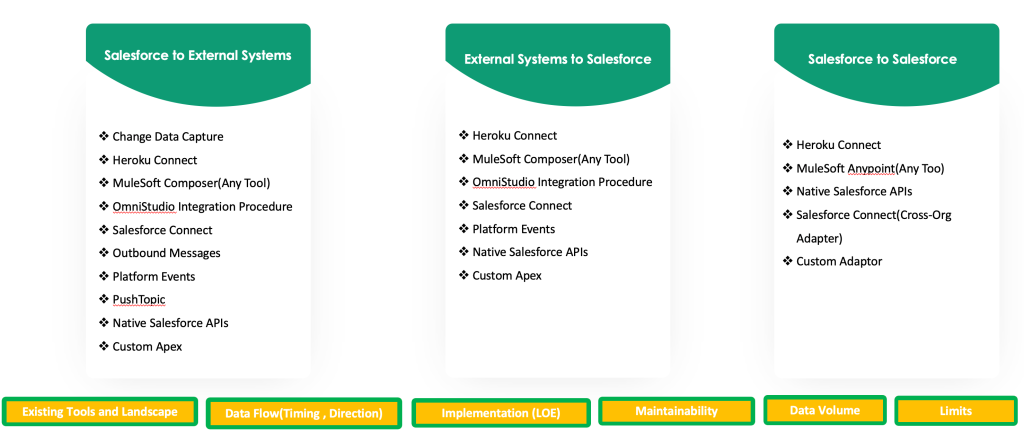 Salesforce to External Systems
❖ Change Data Capture
❖ Heroku Connect
❖ MuleSoft Composer(Any Tool)
❖ OmniStudio Integration Procedure
❖ Salesforce Connect
❖ Outbound Messages
❖ Platform Events
❖ PushTopic
❖ Native Salesforce APIs
❖ Custom Apex
External Systems to Salesforce
❖ Heroku Connect
❖ MuleSoft Composer(Any Tool)
❖ OmniStudio Integration Procedure
❖ Salesforce Connect
❖ Platform Events
❖ Native Salesforce APIs
❖ Custom Apex
Salesforce to Salesforce
❖ Heroku Connect
❖ MuleSoft Anypoint(Any Too)
❖ Native Salesforce APIs
❖ Salesforce Connect(Cross-Org
Adapter)
❖ Custom Adaptor
Existing Tools and Landscape
Data Flow(Timing , Direction)
Implementation (LOE)
Maintainability
Data Volume
Limits